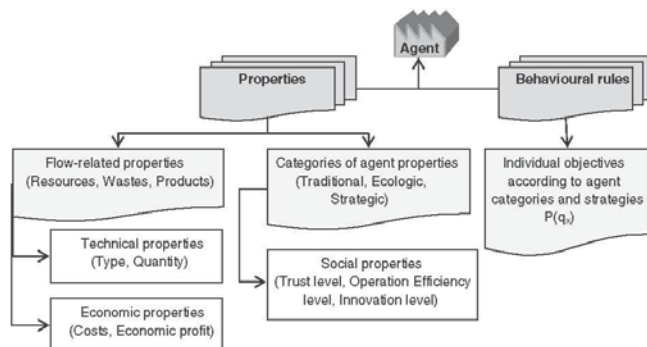 Agent
Properties
Behavioural rules
Flow-related properties
(Resources, Wastes, Products)
Categories of agent properties
(Traditional, Ecologic,
Strategic)
Individual objectives
according to agent
categories and strategies
P(qᵥ)
Technical properties
(Type, Quantity)
Social properties
(Trust level, Operation Efficiency
level, Innovation level)
Economic properties
(Costs, Economic profit)